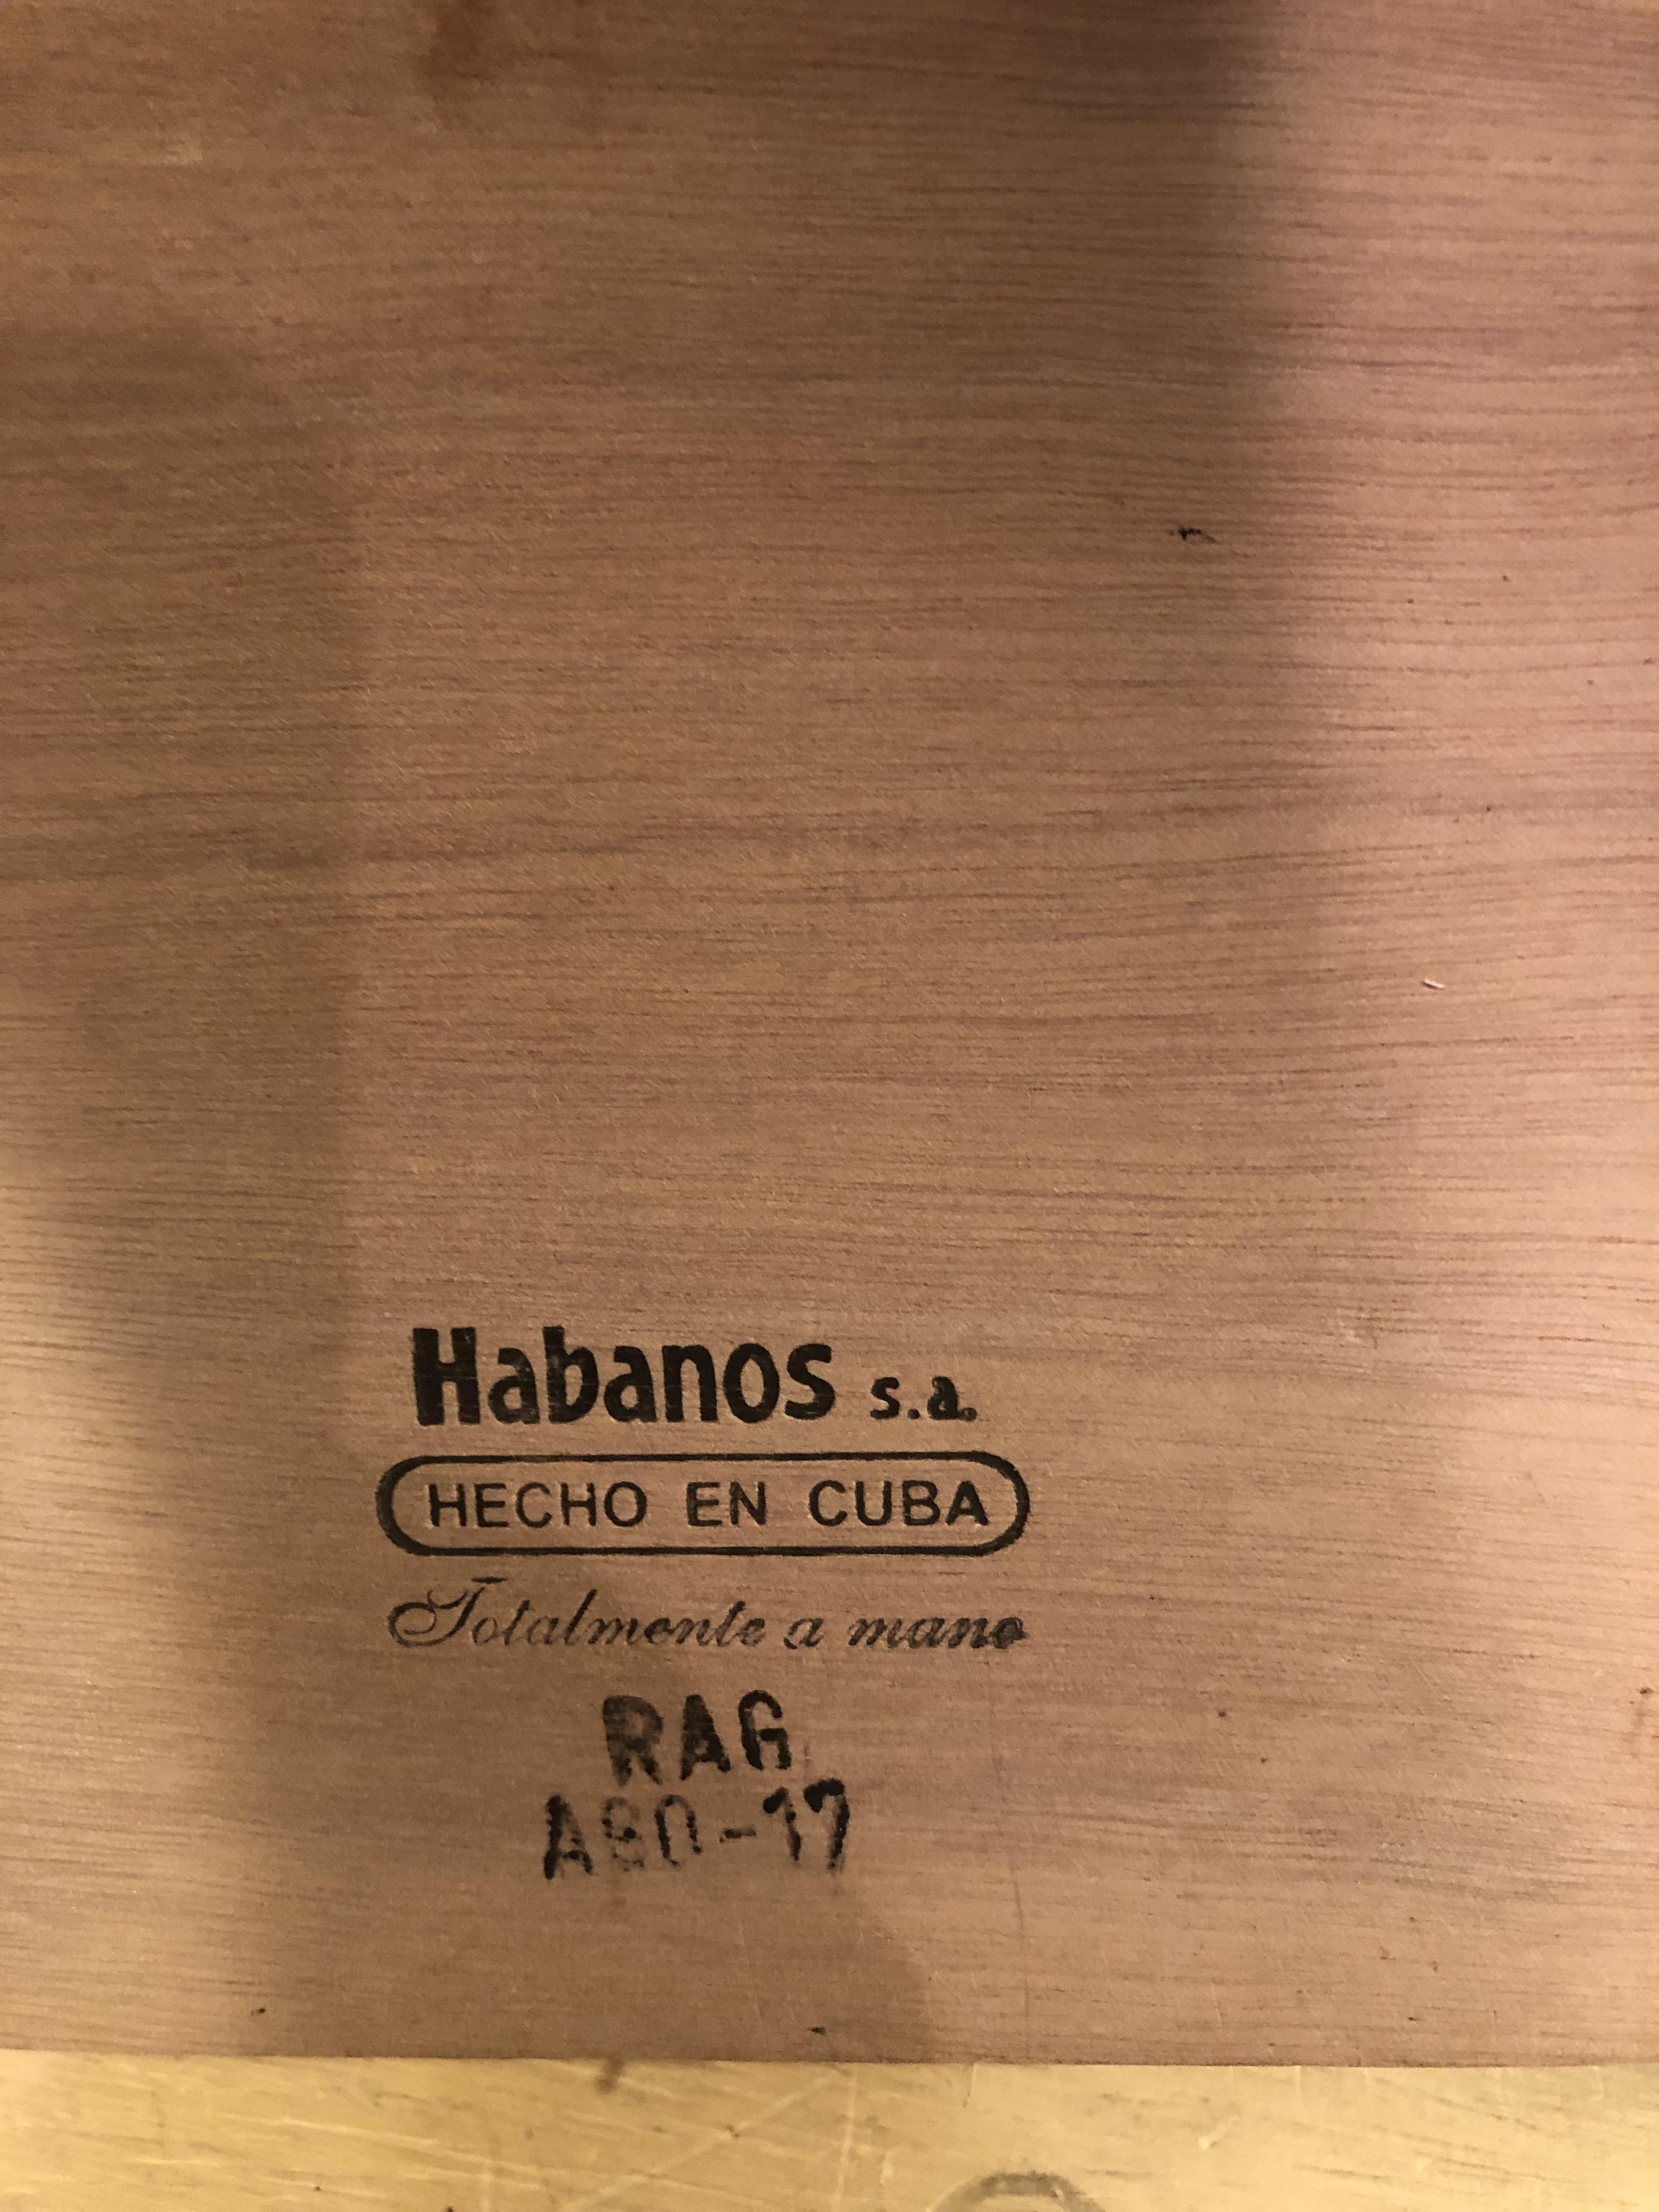 Habanos s.a.
HECHO EN CUBA
Totalmente a mano
RAG
AGO-17